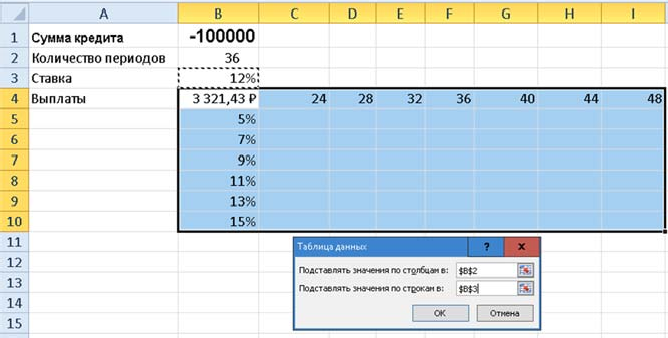 A B C D E F G H I
1 Сумма кредита -100000
2 Количество периодов 36
3 Ставка 12%
4 Выплаты 3 321,43 ₽ 24 28 32 36 40 44 48
5 5%
6 7%
7 9%
8 11%
9 13%
10 15%
11
12
13
14
15
Таблица данных ? x
Подставлять значения по столбцам в: $B$2
Подставлять значения по строкам в: $B$3
ОК Отмена